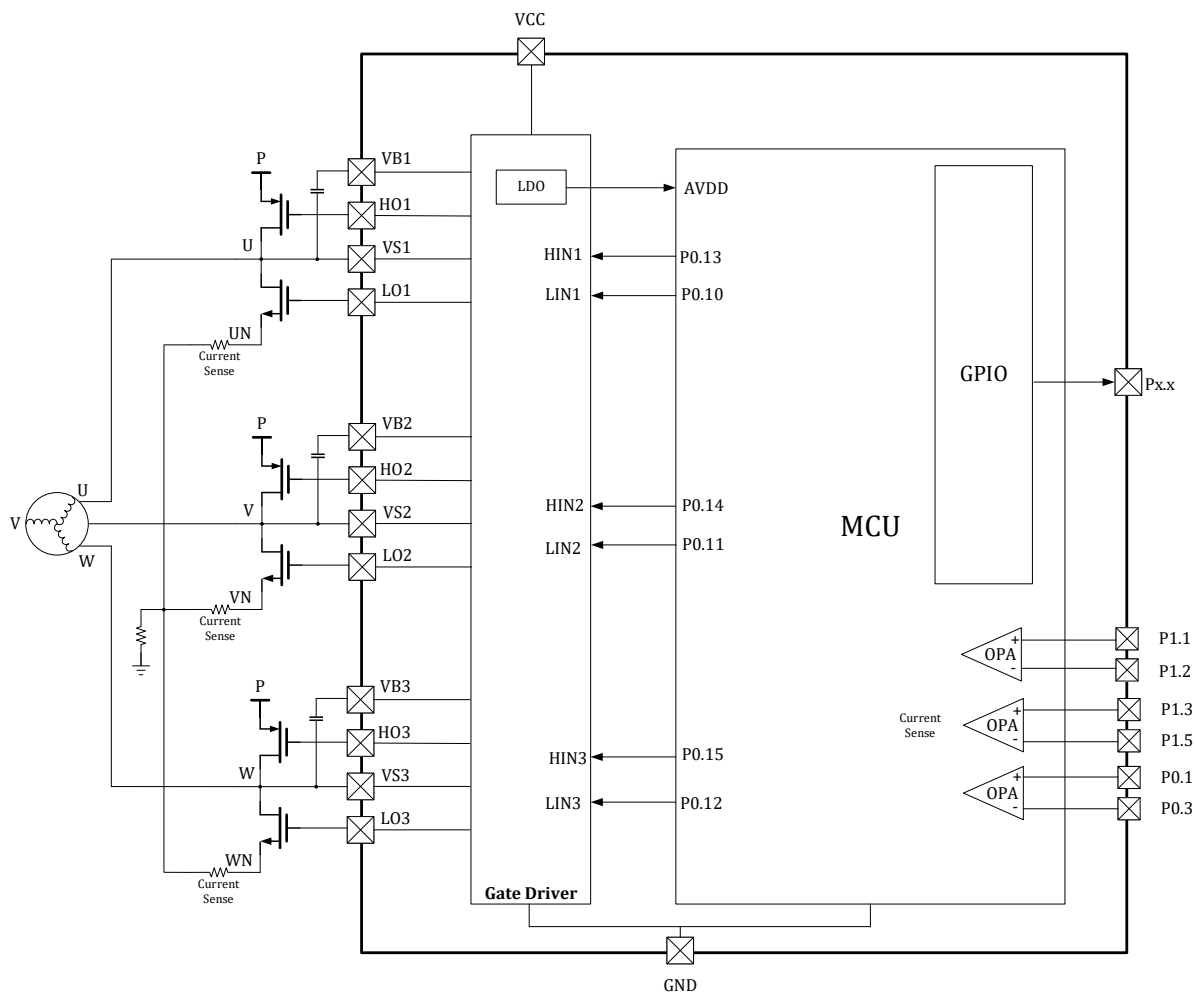 VCC
P
VB1
LDO
AVDD
HO1
U
VS1
HIN1
P0.13
LO1
LIN1
P0.10
UN
Current
Sense
GPIO
Px.x
P
VB2
HO2
U
V
V
VS2
HIN2
P0.14
MCU
W
LIN2
P0.11
LO2
VN
Current
Sense
OPA
+
-
P1.1
P1.2
P
VB3
Current
Sense
OPA
+
-
P1.3
P1.5
HO3
HIN3
P0.15
W
VS3
OPA
+
-
P0.1
P0.3
LIN3
P0.12
LO3
WN
Current
Sense
Gate Driver
GND